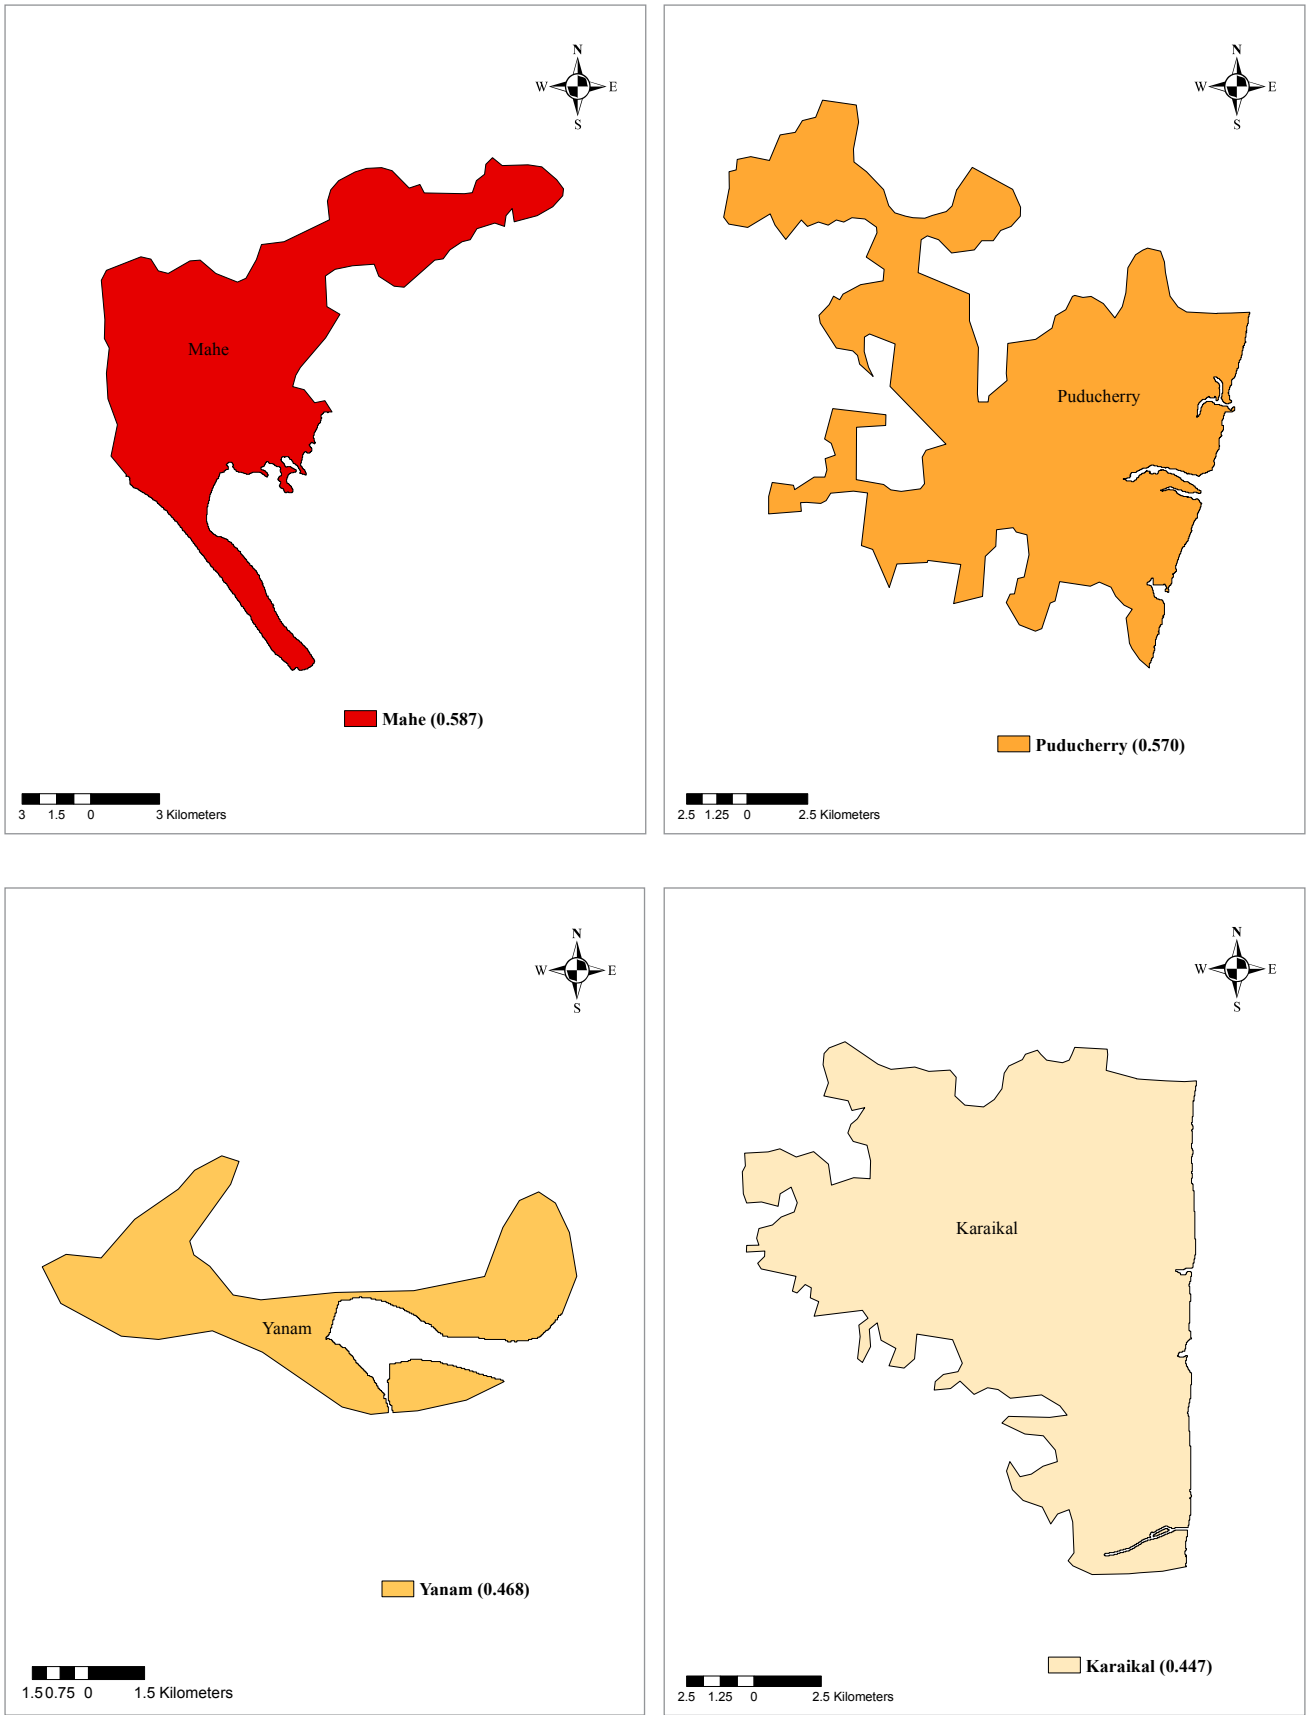 N
W E
S
Mahe
Mahe (0.587)
3 1.5 0 3 Kilometers
N
W E
S
Puducherry
Puducherry (0.570)
2.5 1.25 0 2.5 Kilometers
N
W E
S
Yanam
Yanam (0.468)
1.5 0.75 0 1.5 Kilometers
N
W E
S
Karaikal
Karaikal (0.447)
2.5 1.25 0 2.5 Kilometers